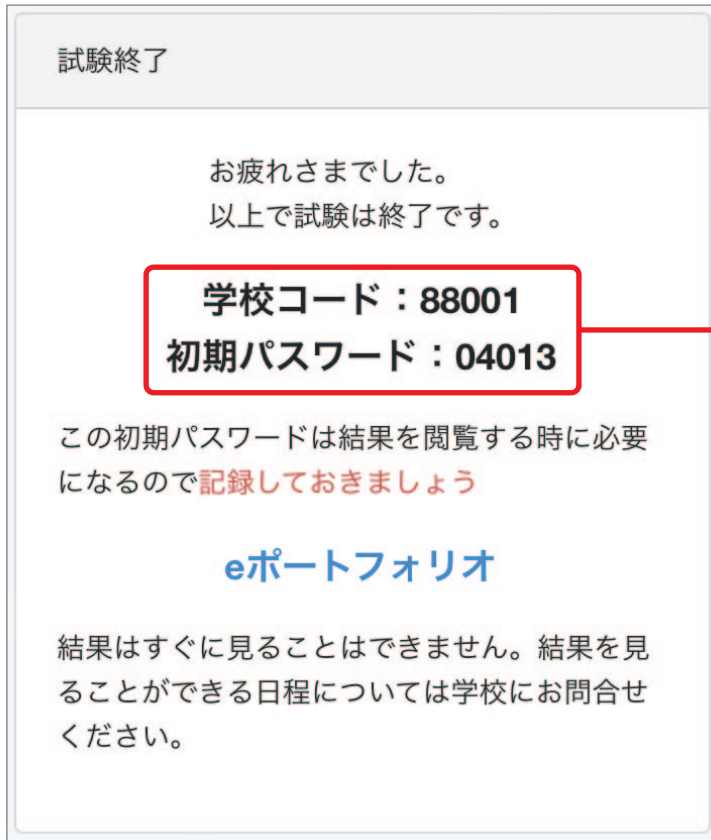 試験終了
お疲れさまでした。
以上で試験は終了です。
学校コード：88001
初期パスワード：04013
この初期パスワードは結果を閲覧する時に必要
になるので記録しておきましょう
eポートフォリオ
結果はすぐに見ることはできません。結果を見
ることができる日程については学校にお問合せ
ください。